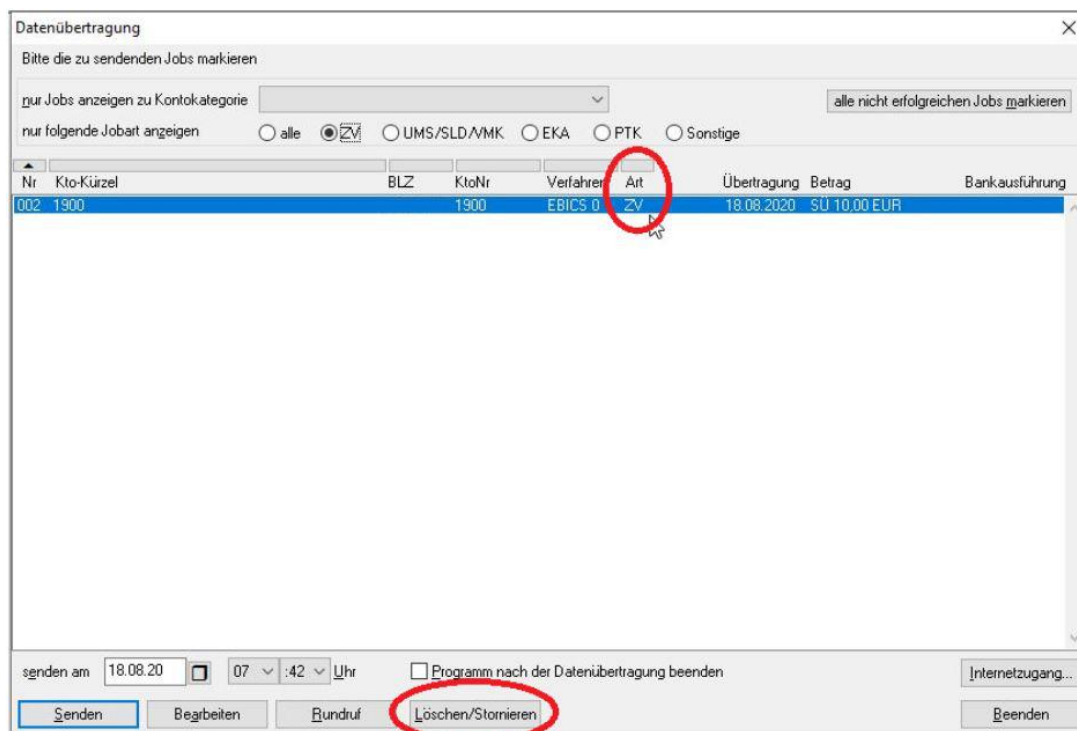 Datenübertragung
Bitte die zu sendenden Jobs markieren
nur Jobs anzeigen zu Kontokategorie alle nicht erfolgreichen Jobs markieren
nur folgende Jobart anzeigen alle ZV UMS/SLD/VMK EKA PTK Sonstige
Nr Kto-Kürzel BLZ KtoNr Verfahren Art Übertragung Betrag Bankausführung
002 1900 1900 EBICS 0 ZV 18.08.2020 SÜ 10,00 EUR
senden am 18.08.20 07 :42 Uhr Programm nach der Datenübertragung beenden Internetzugang...
Senden Bearbeiten Rundruf Löschen/Stornieren Beenden